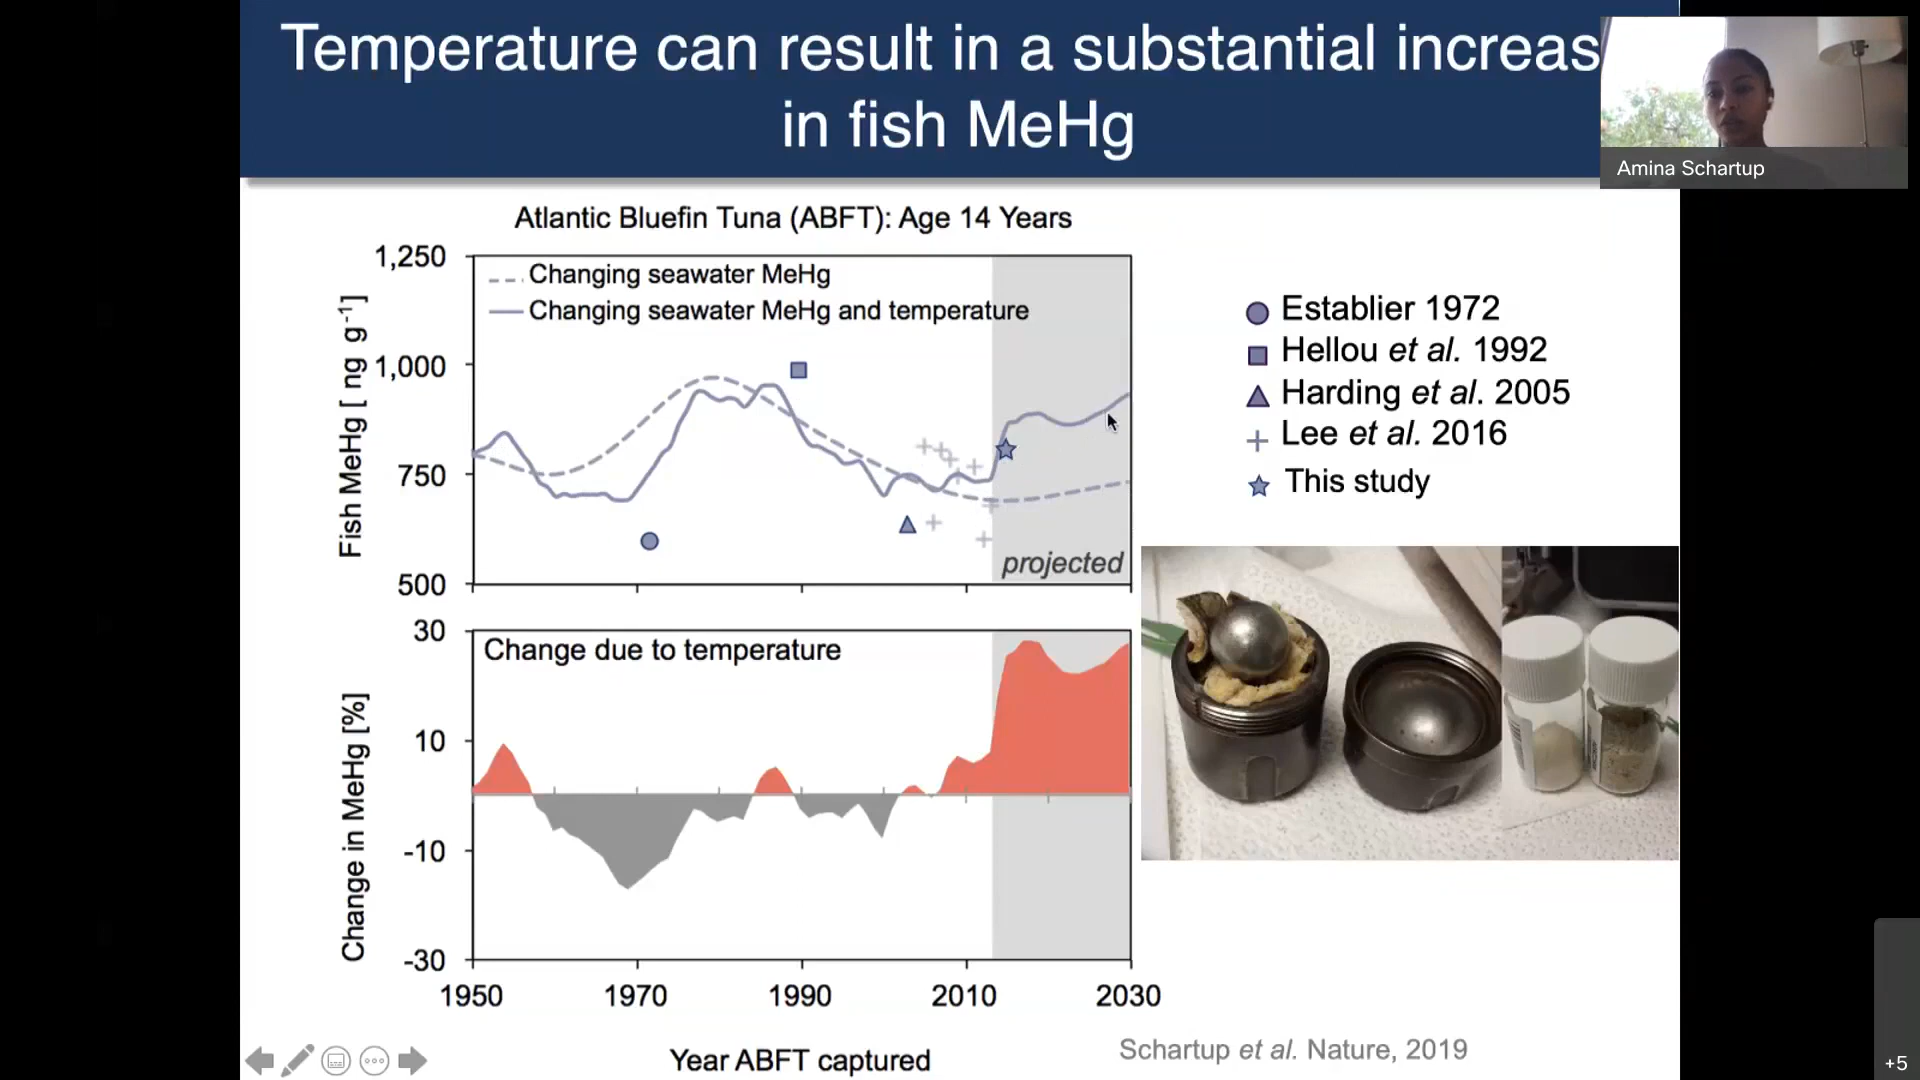 Temperature can result in a substantial increas
in fish MeHg
Amina Schartup
Atlantic Bluefin Tuna (ABFT): Age 14 Years
1,250
1,000
750
500
Fish MeHg [ ng g-1]
Changing seawater MeHg
Changing seawater MeHg and temperature
projected
Establier 1972
Hellou et al. 1992
Harding et al. 2005
Lee et al. 2016
This study
30
10
-10
-30
Change in MeHg [%]
Change due to temperature
1950 1970 1990 2010 2030
Year ABFT captured
Schartup et al. Nature, 2019
+5